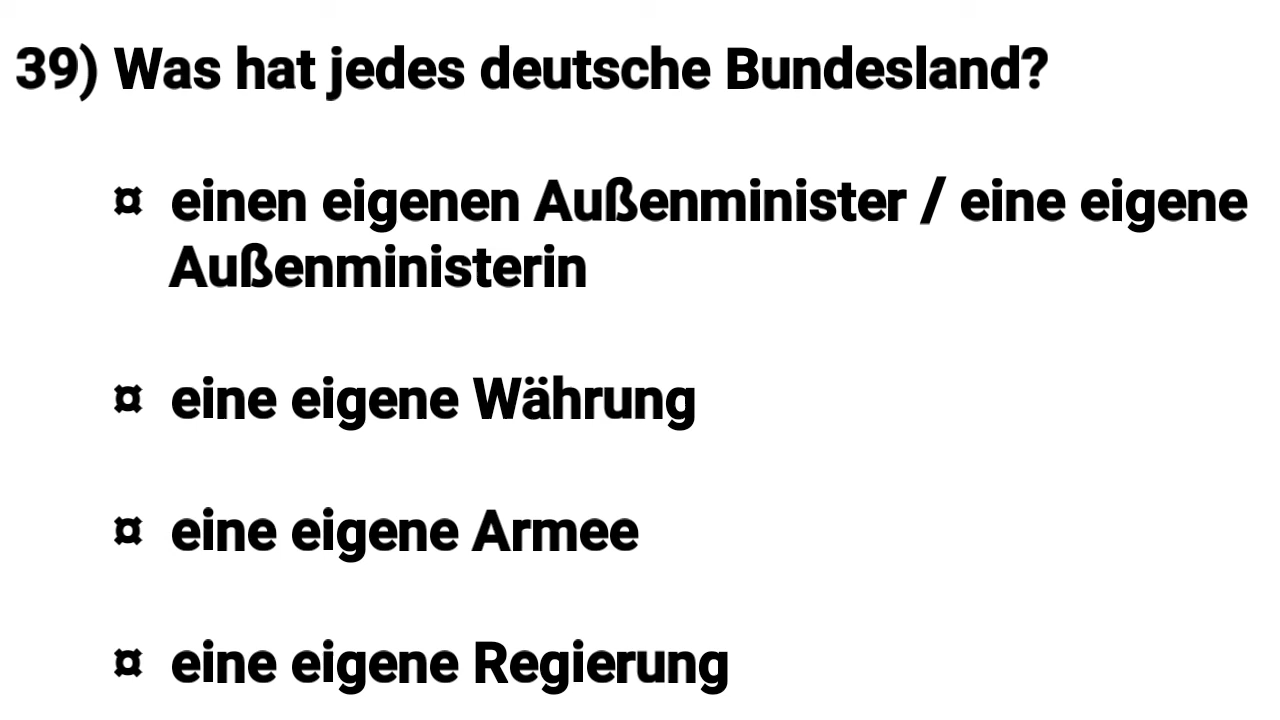 39) Was hat jedes deutsche Bundesland?
¤ einen eigenen Außenminister / eine eigene
Außenministerin
¤ eine eigene Währung
¤ eine eigene Armee
¤ eine eigene Regierung